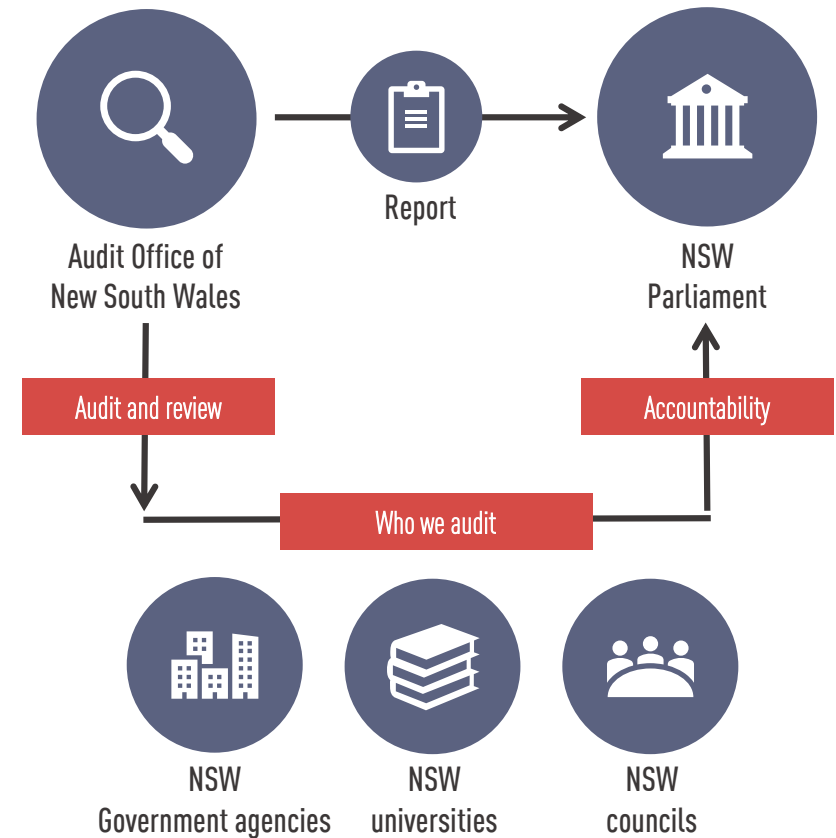 Report
Audit Office of
New South Wales
NSW
Parliament
Audit and review
Accountability
Who we audit
NSW
Government agencies
NSW
universities
NSW
councils